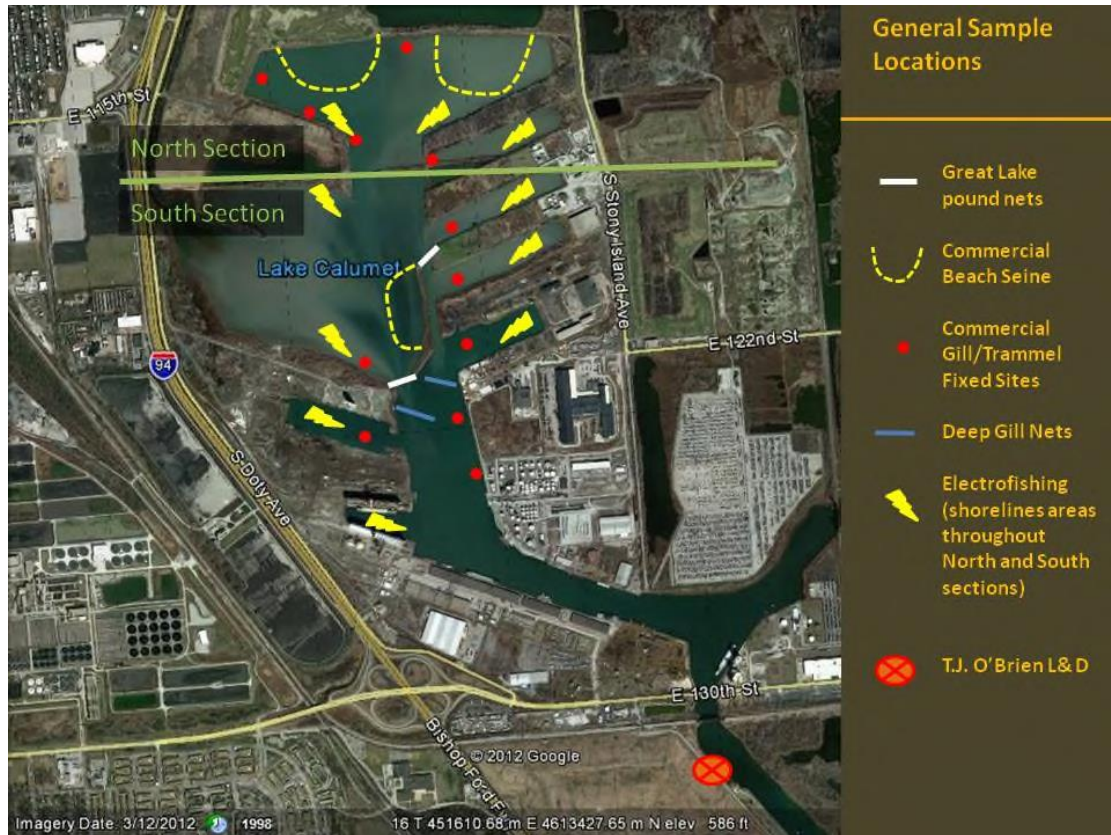 E 115th St
North Section
South Section
Lake Calumet
S Stony Island Ave
E 122nd St
94
S Doty Ave
E 130th St
Bishop Ford
© 2012 Google
Imagery Date: 3/12/2012
1998
16 T 451610.68 m E 4613427.65 m N elev 586 ft
General Sample
Locations
Great Lake
pound nets
Commercial
Beach Seine
Commercial
Gill/Trammel
Fixed Sites
Deep Gill Nets
Electrofishing
(shorelines areas
throughout
North and South
sections)
T.J. O'Brien L& D